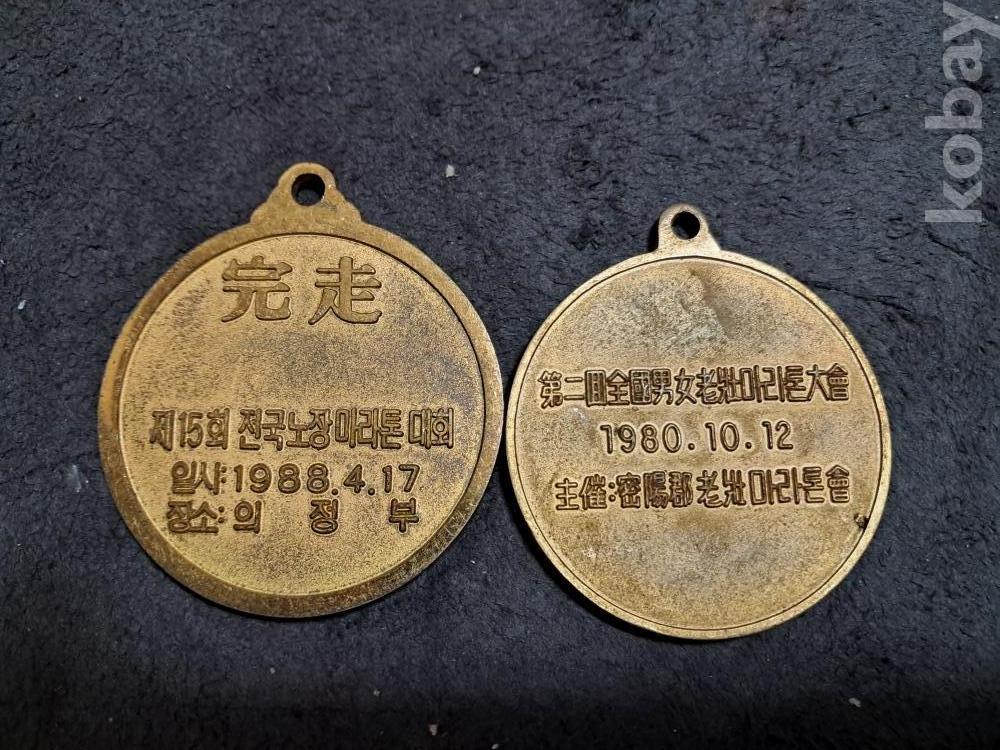 完走
제15회 전국노장마라톤대회
일시:1988.4.17
장소:의 정 부
第二回全國男女老壯마라톤大會
1980.10.12
主催:密陽郡老壯마라톤會
kobay